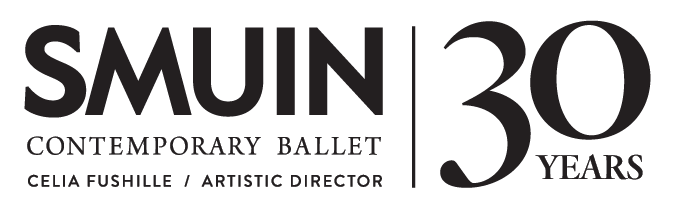 SMUIN
CONTEMPORARY BALLET
CELIA FUSHILLE / ARTISTIC DIRECTOR
30
YEARS